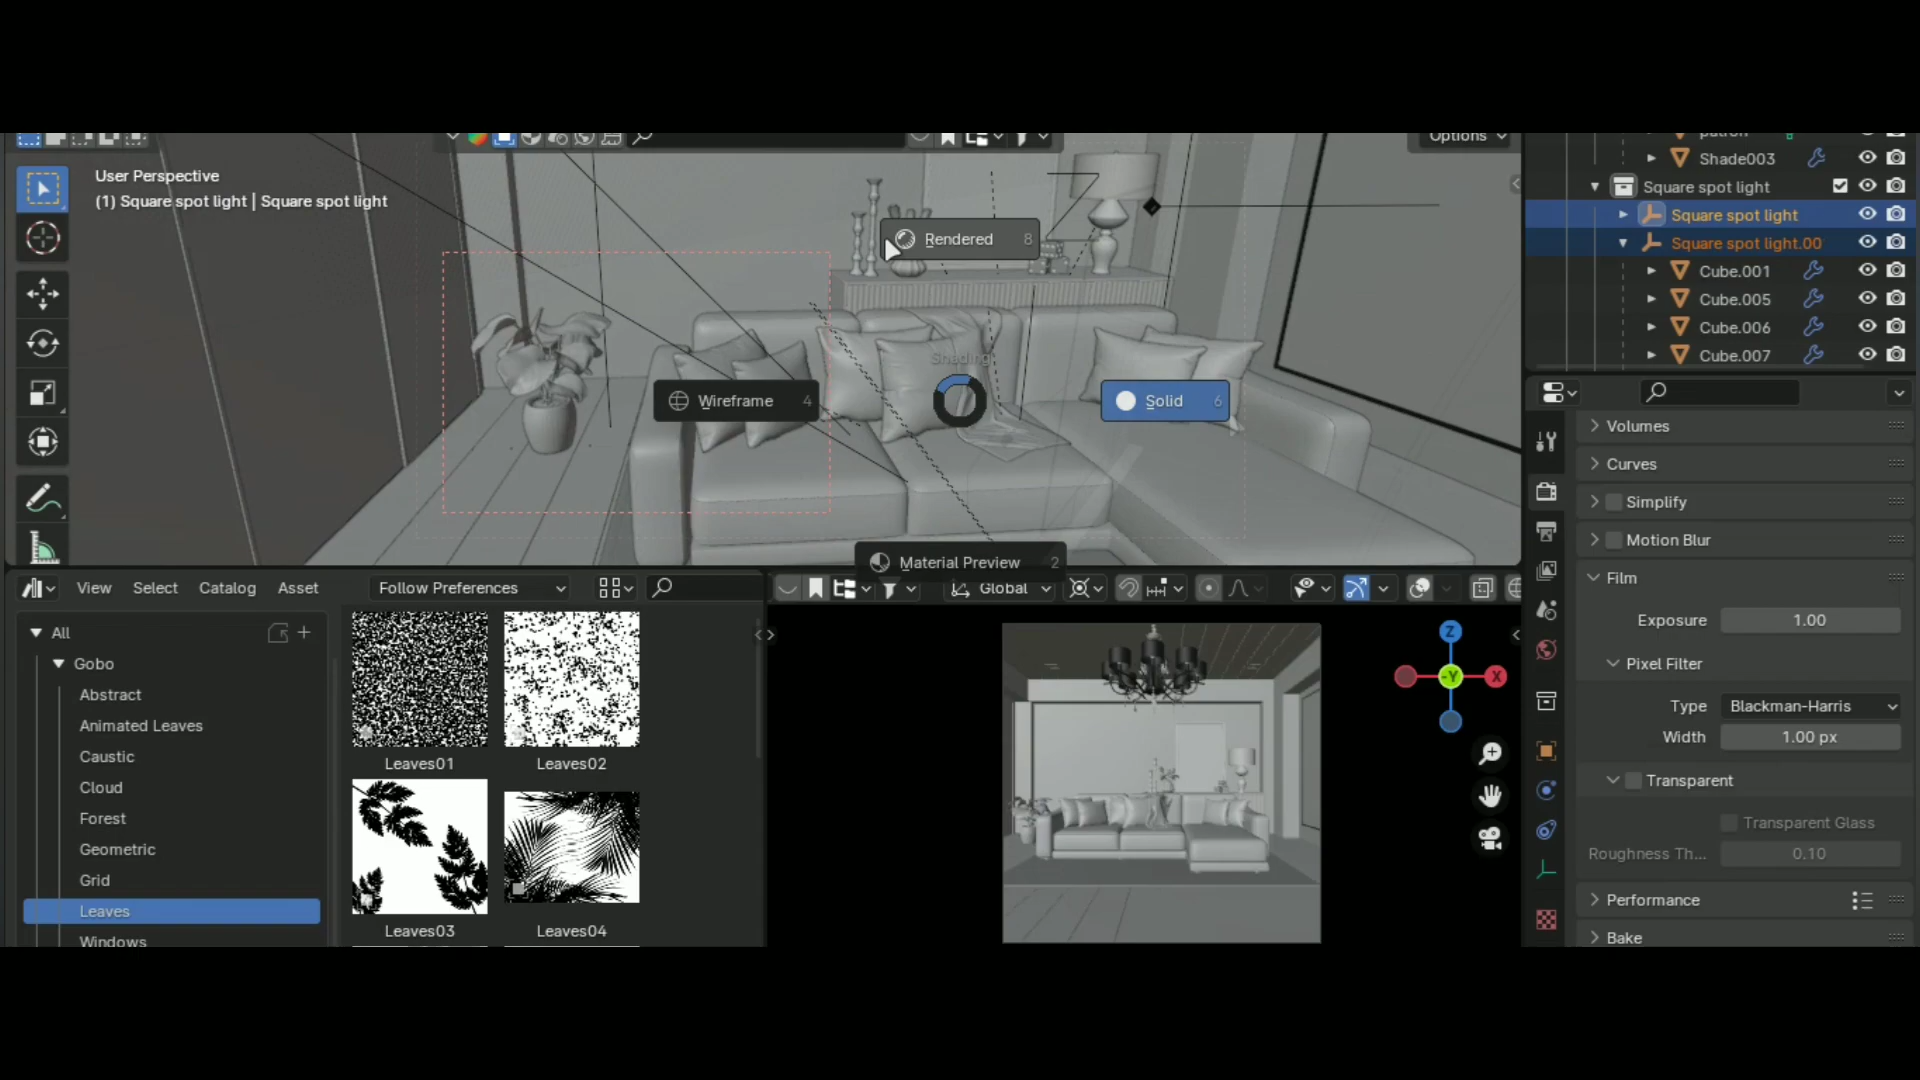 Options
User Perspective
(1) Square spot light | Square spot light
Rendered 8
Shading
Wireframe 4
Solid 6
Material Preview 2
patron
Shade003
Square spot light
Square spot light
Square spot light.00
Cube.001
Cube.005
Cube.006
Cube.007
Volumes
Curves
Simplify
Motion Blur
Film
Exposure 1.00
Pixel Filter
Type Blackman-Harris
Width 1.00 px
Transparent
Transparent Glass
Roughness Th... 0.10
Performance
Bake
View Select Catalog Asset Follow Preferences
Global
All
Gobo
Abstract
Animated Leaves
Caustic
Cloud
Forest
Geometric
Grid
Leaves
Windows
Leaves01 Leaves02
Leaves03 Leaves04
Z
-Y
X